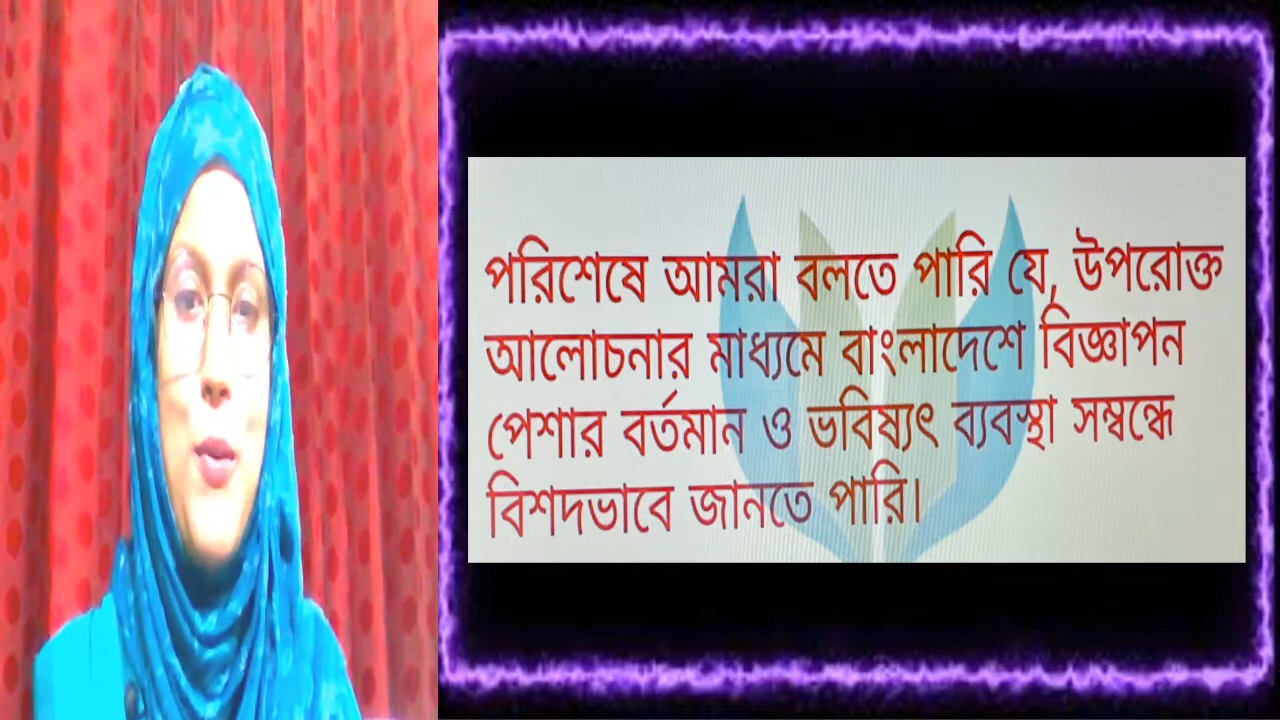 পরিশেষে আমরা বলতে পারি যে, উপরোক্ত
আলোচনার মাধ্যমে বাংলাদেশে বিজ্ঞাপন
পেশার বর্তমান ও ভবিষ্যৎ ব্যবস্থা সম্বন্ধে
বিশদভাবে জানতে পারি।